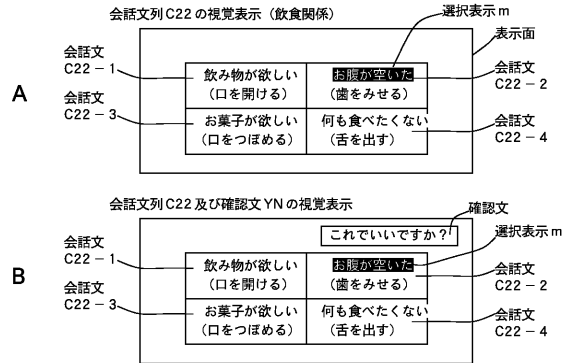 会話文列C22の視覚表示（飲食関係）
選択表示m
表示面
A
会話文
C22－1
飲み物が欲しい
（口を開ける）
お腹が空いた
（歯をみせる）
会話文
C22－2
会話文
C22－3
お菓子が欲しい
（口をつぼめる）
何も食べたくない
（舌を出す）
会話文
C22－4
B
会話文列C22及び確認文YNの視覚表示
確認文
これでいいですか？
選択表示m
会話文
C22－1
飲み物が欲しい
（口を開ける）
お腹が空いた
（歯をみせる）
会話文
C22－2
会話文
C22－3
お菓子が欲しい
（口をつぼめる）
何も食べたくない
（舌を出す）
会話文
C22－4